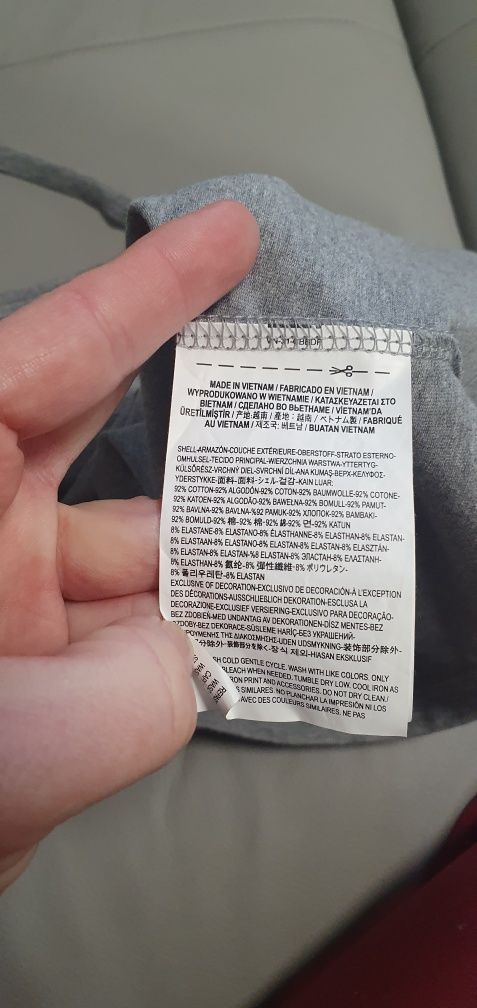 MADE IN VIETNAM / FABRICADO EN VIETNAM /
WYPRODUKOWANO W WIETNAMIE / ΚΑΤΑΣΚΕΥΑΖΕΤΑΙ ΣΤΟ
ΒΙΕΤΝΑΜ / СДЕЛАНО ВО ВЬЕТНАМЕ / VİETNAM'DA
ÜRETİLMİŞTİR / 产地:越南 / 產地：越南 / ベトナム製 / FABRIQUÉ
AU VIETNAM / 제조국: 베트남 / BUATAN VIETNAM
SHELL-ARMAZÓN-COUCHE EXTÉRIEURE-OBERSTOFF-STRATO ESTERNO-
OMHULSEL-TECIDO PRINCIPAL-WIERZCHNIA WARSTWA-YTTERTYG-
KÜLSŐRÉSZ-VRCHNÝ DIEL-SVRCHNÍ DÍL-ANA KUMAŞ-ВЕРХ-ΚΕΛΥΦΟΣ-
YDERSTYKKE-面料-面料-シェル-겉감-KAIN LUAR:
92% COTTON-92% ALGODÓN-92% COTON-92% BAUMWOLLE-92% COTONE-
92% KATOEN-92% ALGODÃO-92% BAWEŁNA-92% BOMULL-92% PAMUT-
92% BAVLNA-92% BAVLNA-%92 PAMUK-92% ХЛОПОК-92% ΒΑΜΒΑΚΙ-
92% BOMULD-92% 棉-92% 棉-92% 綿-92% 면-92% KATUN
8% ELASTANE-8% ELASTANO-8% ÉLASTHANNE-8% ELASTHAN-8% ELASTAN-
8% ELASTAAN-8% ELASTANO-8% ELASTAN-8% ELASTAN-8% ELASZTÁN-
8% ELASTAN-8% ELASTAN-%8 ELASTAN-8% ЭЛАСТАН-8% ΕΛΑΣΤΑΝΗ-
8% ELASTHAN-8% 氨纶-8% 彈性纖維-8% ポリウレタン-
8% 폴리우레탄-8% ELASTAN
EXCLUSIVE OF DECORATION-EXCLUSIVO DE DECORACIÓN-À L'EXCEPTION
DES DÉCORATIONS-AUSSCHLIEßLICH DEKORATION-ESCLUSA LA
DECORAZIONE-EXCLUSIEF VERSIERING-EXCLUSIVO PARA DECORAÇÃO-
BEZ ZDOBIEŃ-MED UNDANTAG AV DEKORATIONEN-DÍSZ MENTES-BEZ
ZDOBY-BEZ DEKORACE-SÜSLEME HARİÇ-БЕЗ УКРАШЕНИЙ-
ΤΗΣ ΔΙΑΚΟΣΜΗΣΗΣ-UDEN UDSMYKNING-装饰部分除外-
分除外-装飾部分を除く-장식 제외-HIASAN EKSKLUSIF
COLD GENTLE CYCLE. WASH WITH LIKE COLORS. ONLY
BLEACH WHEN NEEDED. TUMBLE DRY LOW. COOL IRON AS
PRINT AND ACCESSORIES. DO NOT DRY CLEAN./
SIMILARES. NO PLANCHAR LA IMPRESIÓN NI LOS
AVEC DES COULEURS SIMILAIRES. NE PAS